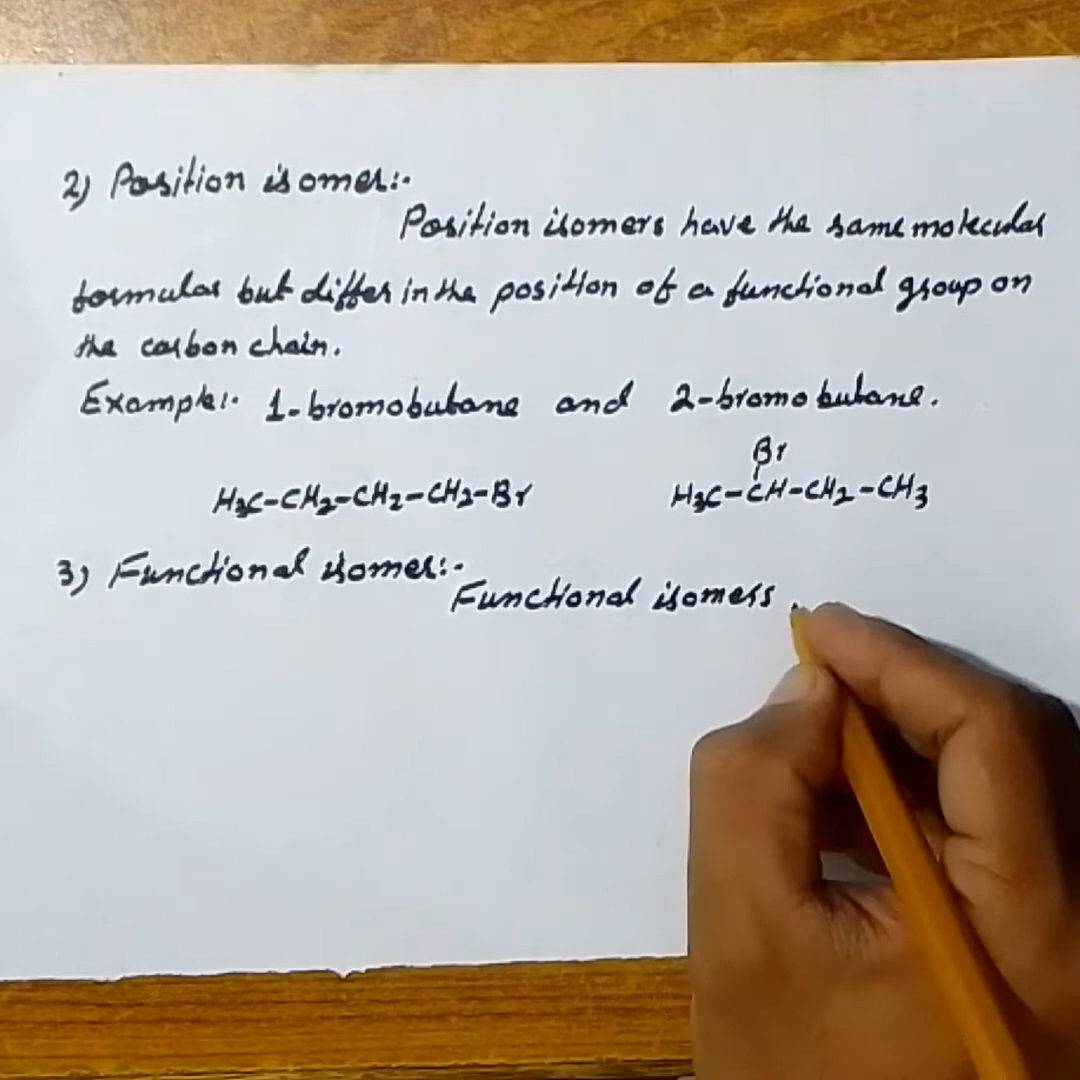 2) Position isomer:-
Position isomers have the same molecular
formular but differ in the position of a functional group on
the carbon chain.
Example:- 1-bromobutane and 2-bromobutane.
Br
H3C-CH2-CH2-CH2-Br H3C-CH-CH2-CH3
3) Functional isomer:-
Functional isomers